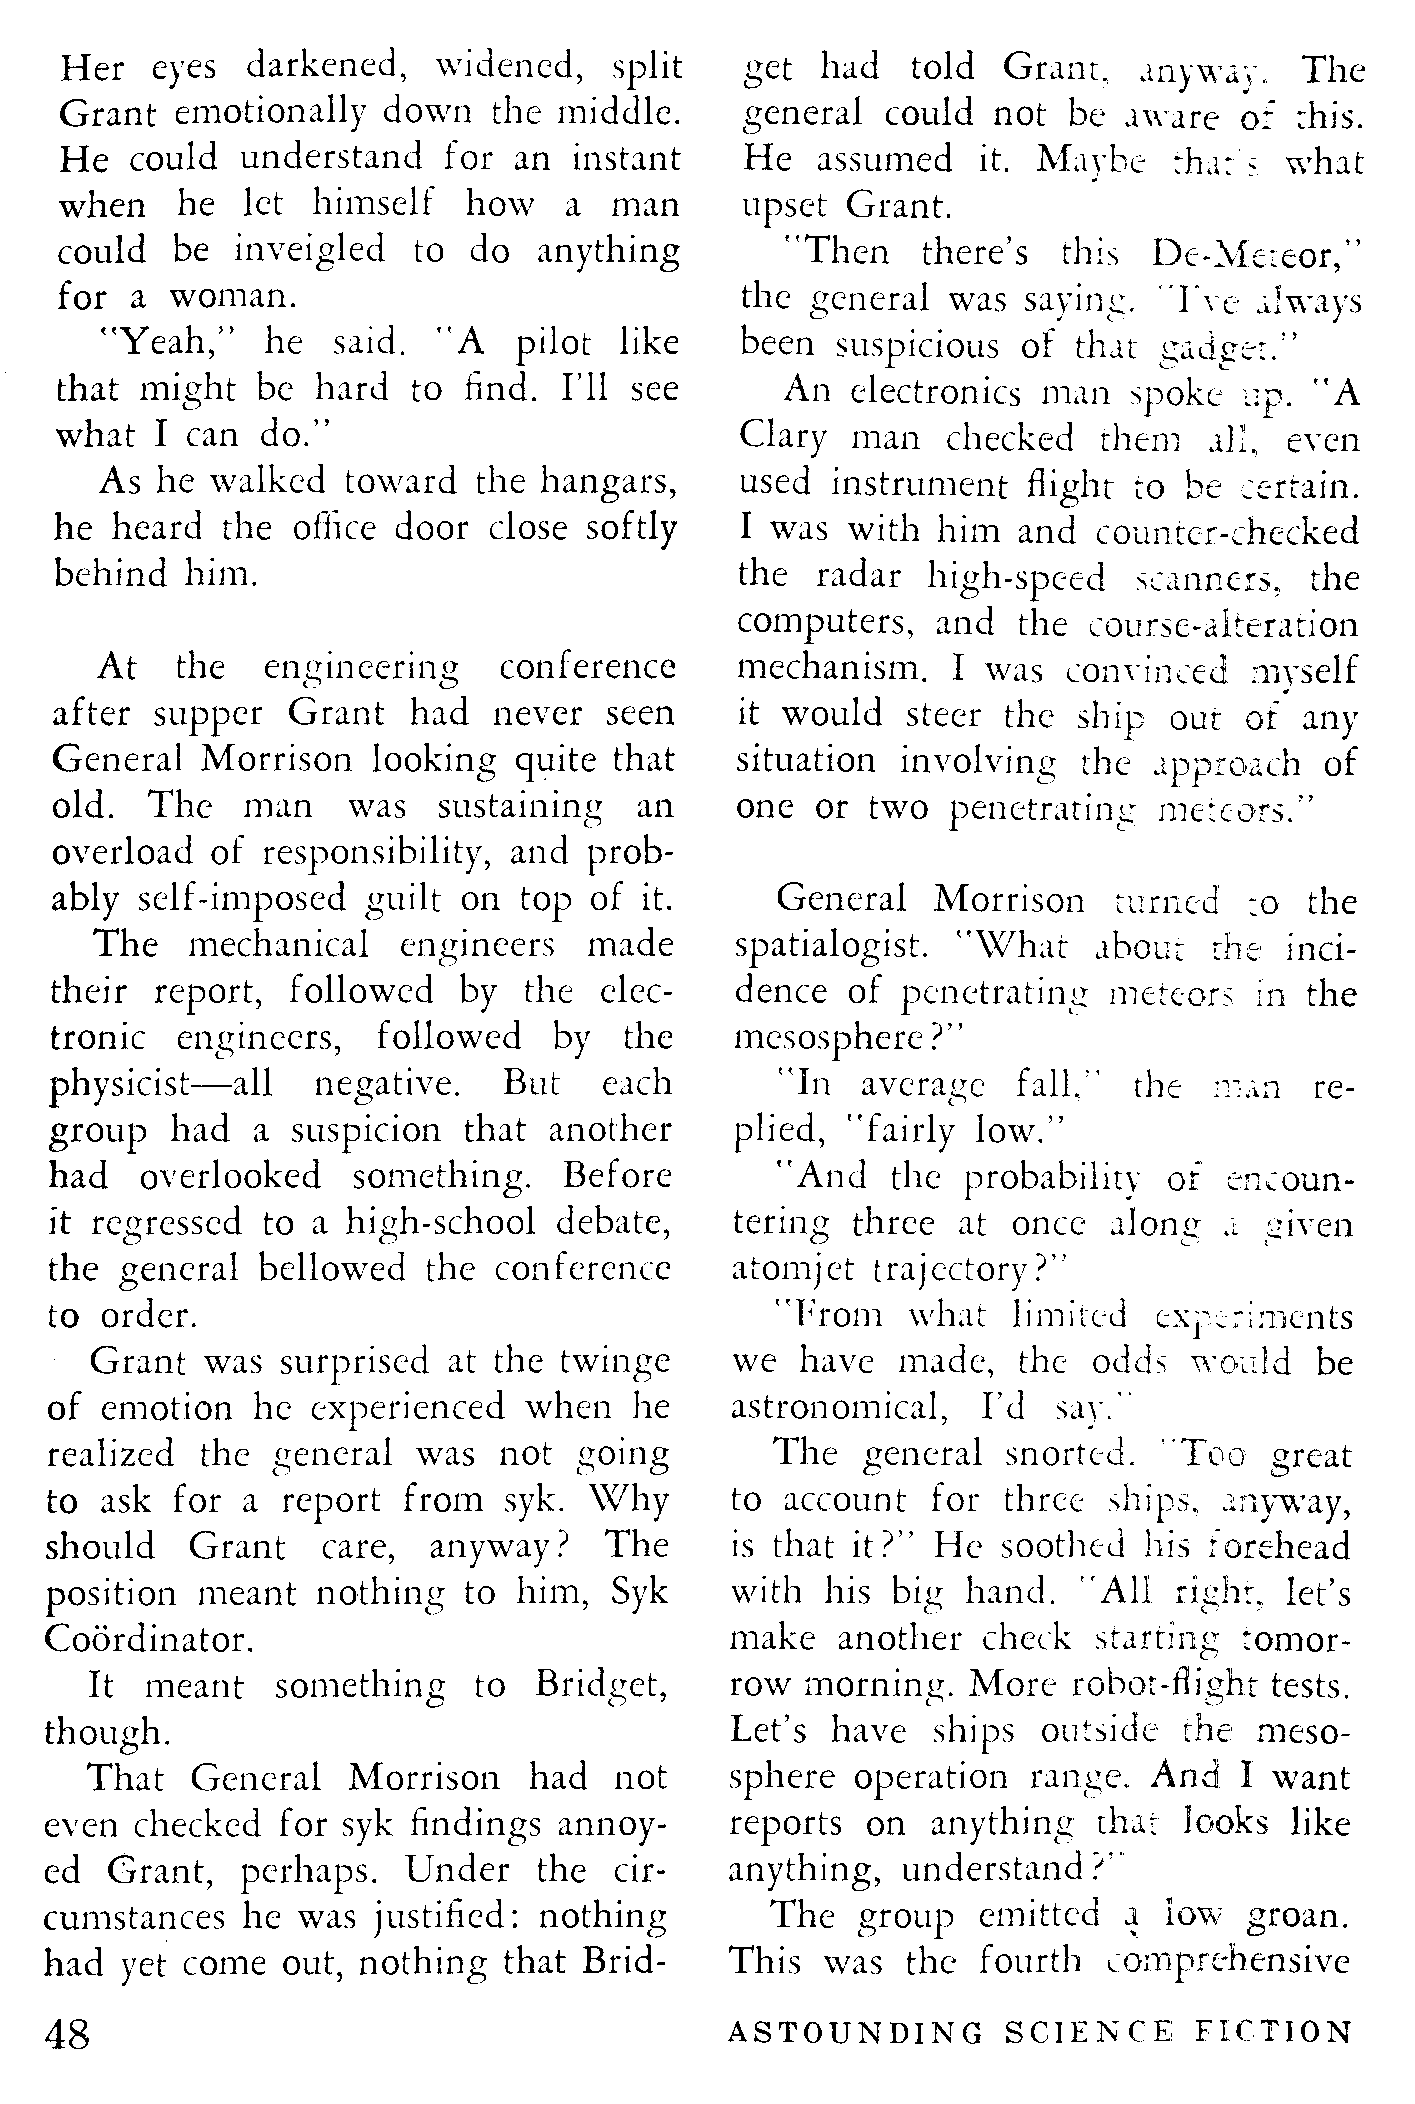 Her eyes darkened, widened, split
Grant emotionally down the middle.
He could understand for an instant
when he let himself how a man
could be inveigled to do anything
for a woman.
"Yeah," he said. "A pilot like
that might be hard to find. I'll see
what I can do."
As he walked toward the hangars,
he heard the office door close softly
behind him.
At the engineering conference
after supper Grant had never seen
General Morrison looking quite that
old. The man was sustaining an
overload of responsibility, and prob-
ably self-imposed guilt on top of it.
The mechanical engineers made
their report, followed by the elec-
tronic engineers, followed by the
physicist—all negative. But each
group had a suspicion that another
had overlooked something. Before
it regressed to a high-school debate,
the general bellowed the conference
to order.
Grant was surprised at the twinge
of emotion he experienced when he
realized the general was not going
to ask for a report from syk. Why
should Grant care, anyway? The
position meant nothing to him, Syk
Coördinator.
It meant something to Bridget,
though.
That General Morrison had not
even checked for syk findings annoy-
ed Grant, perhaps. Under the cir-
cumstances he was justified: nothing
had yet come out, nothing that Brid-
get had told Grant, anyway. The
general could not be aware of this.
He assumed it. Maybe that's what
upset Grant.
"Then there's this De-Meteor,"
the general was saying. "I've always
been suspicious of that gadget."
An electronics man spoke up. "A
Clary man checked them all, even
used instrument flight to be certain.
I was with him and counter-checked
the radar high-speed scanners, the
computers, and the course-alteration
mechanism. I was convinced myself
it would steer the ship out of any
situation involving the approach of
one or two penetrating meteors."
General Morrison turned to the
spatialogist. "What about the inci-
dence of penetrating meteors in the
mesosphere?"
"In average fall," the man re-
plied, "fairly low."
"And the probability of encoun-
tering three at once along a given
atomjet trajectory?"
"From what limited experiments
we have made, the odds would be
astronomical, I'd say."
The general snorted. "Too great
to account for three ships, anyway,
is that it?" He soothed his forehead
with his big hand. "All right, let's
make another check starting tomor-
row morning. More robot-flight tests.
Let's have ships outside the meso-
sphere operation range. And I want
reports on anything that looks like
anything, understand?"
The group emitted a low groan.
This was the fourth comprehensive
48
ASTOUNDING SCIENCE FICTION